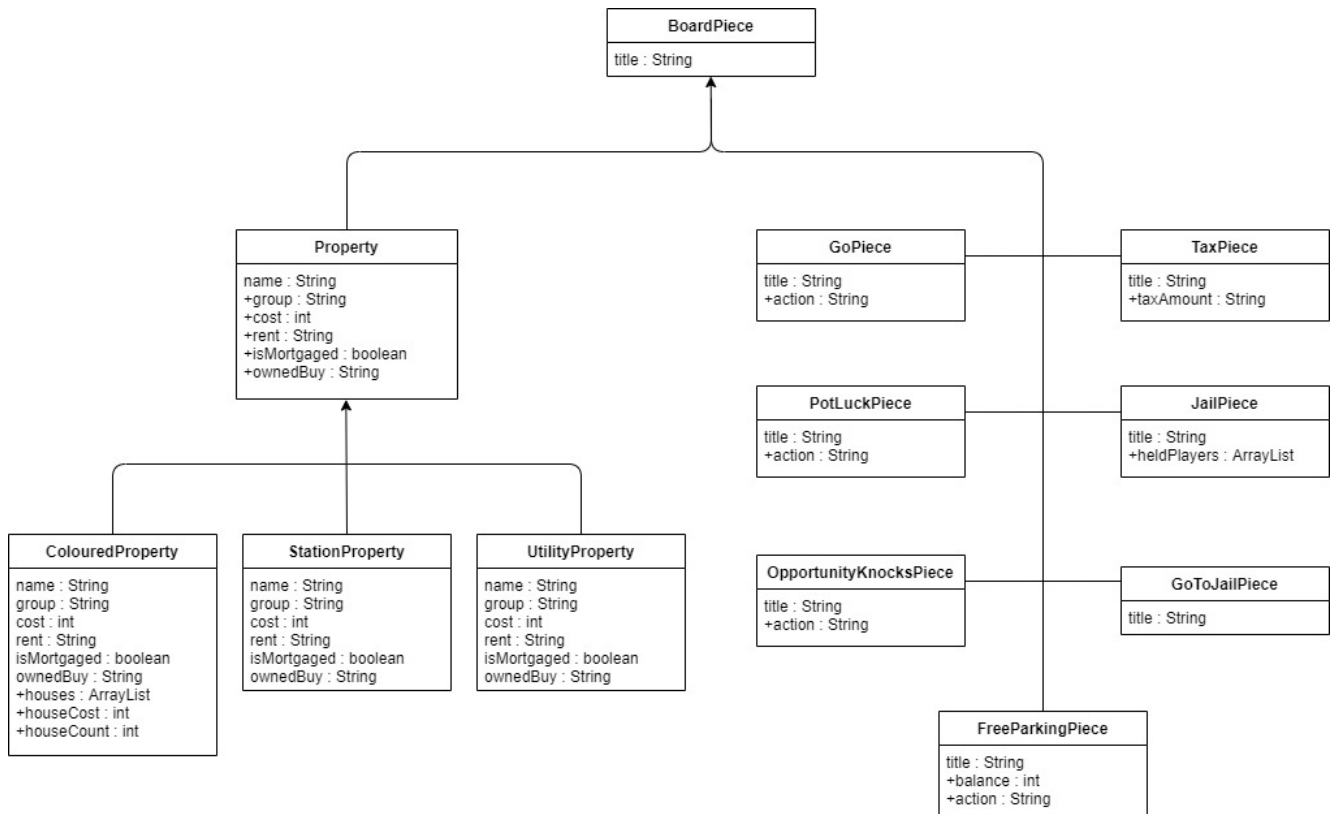 BoardPiece
title : String
Property
name : String
+group : String
+cost : int
+rent : String
+isMortgaged : boolean
+ownedBuy : String
GoPiece
title : String
+action : String
TaxPiece
title : String
+taxAmount : String
PotLuckPiece
title : String
+action : String
JailPiece
title : String
+heldPlayers : ArrayList
ColouredProperty
name : String
group : String
cost : int
rent : String
isMortgaged : boolean
ownedBuy : String
+houses : ArrayList
+houseCost : int
+houseCount : int
StationProperty
name : String
group : String
cost : int
rent : String
isMortgaged : boolean
ownedBuy : String
UtilityProperty
name : String
group : String
cost : int
rent : String
isMortgaged : boolean
ownedBuy : String
OpportunityKnocksPiece
title : String
+action : String
GoToJailPiece
title : String
FreeParkingPiece
title : String
+balance : int
+action : String